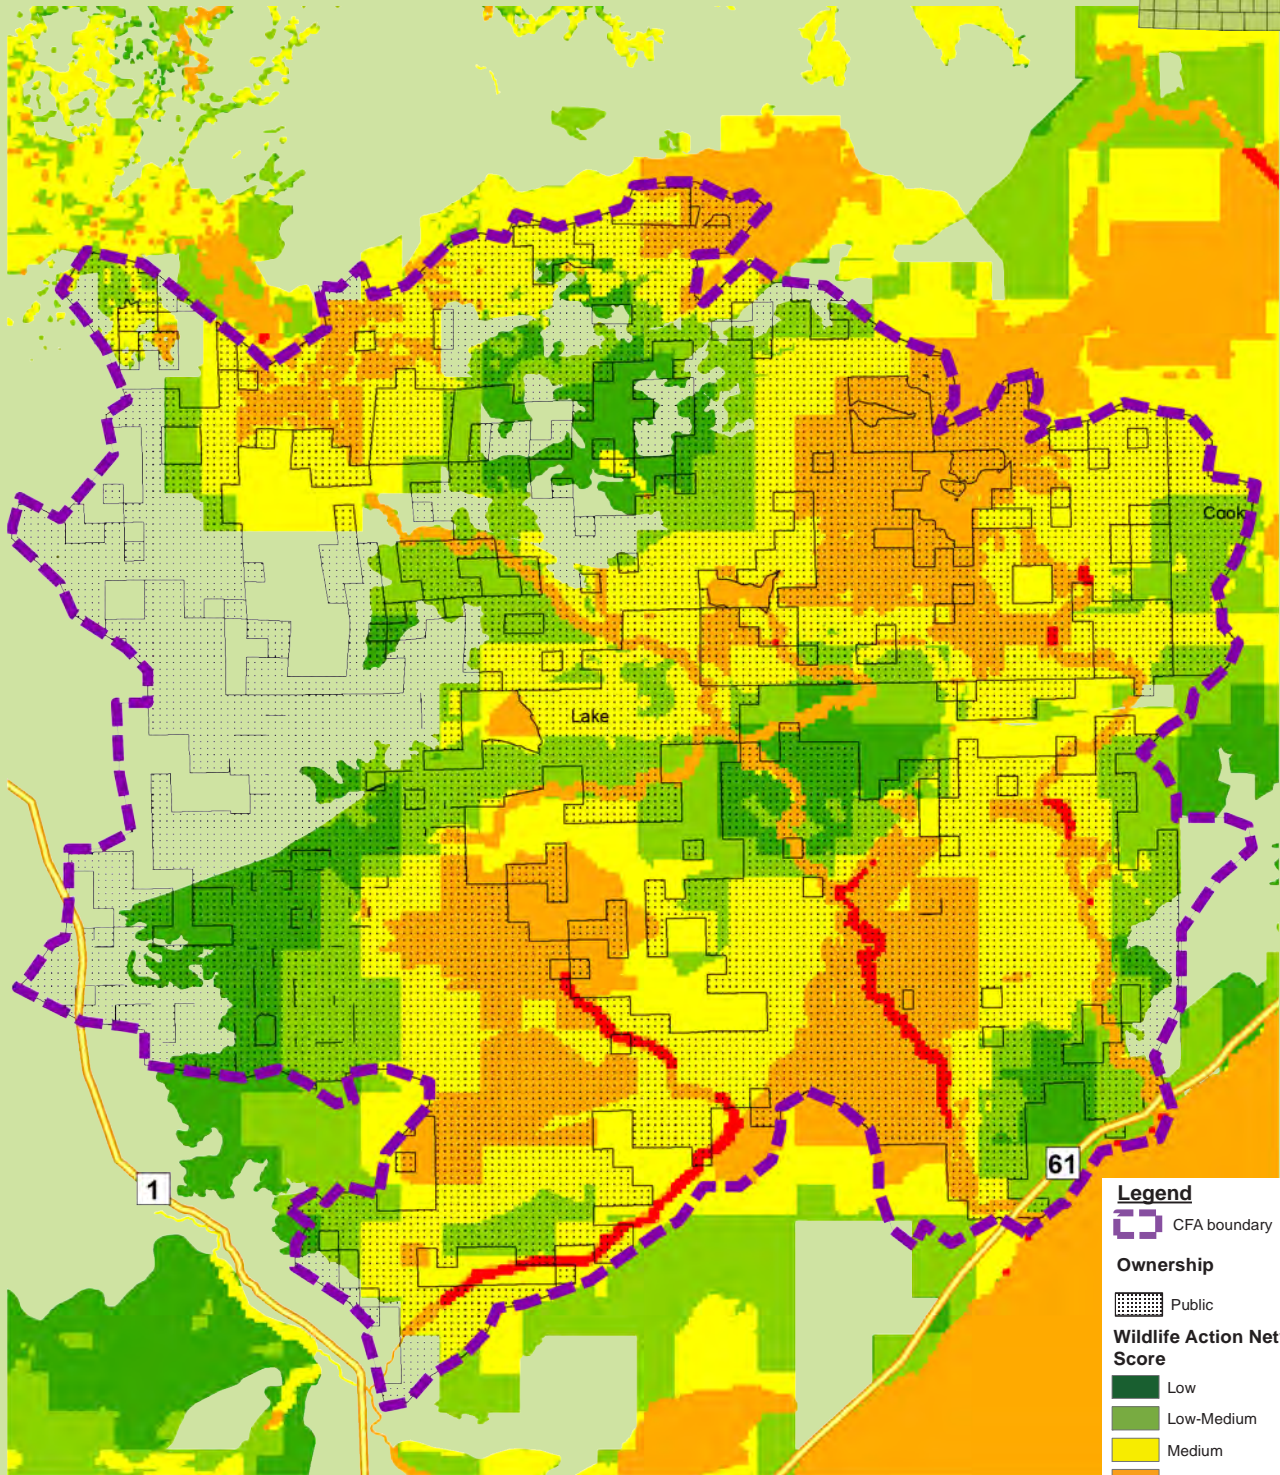 Cook
Lake
1
61
Legend
CFA boundary
Ownership
Public
Wildlife Action Net
Score
Low
Low-Medium
Medium